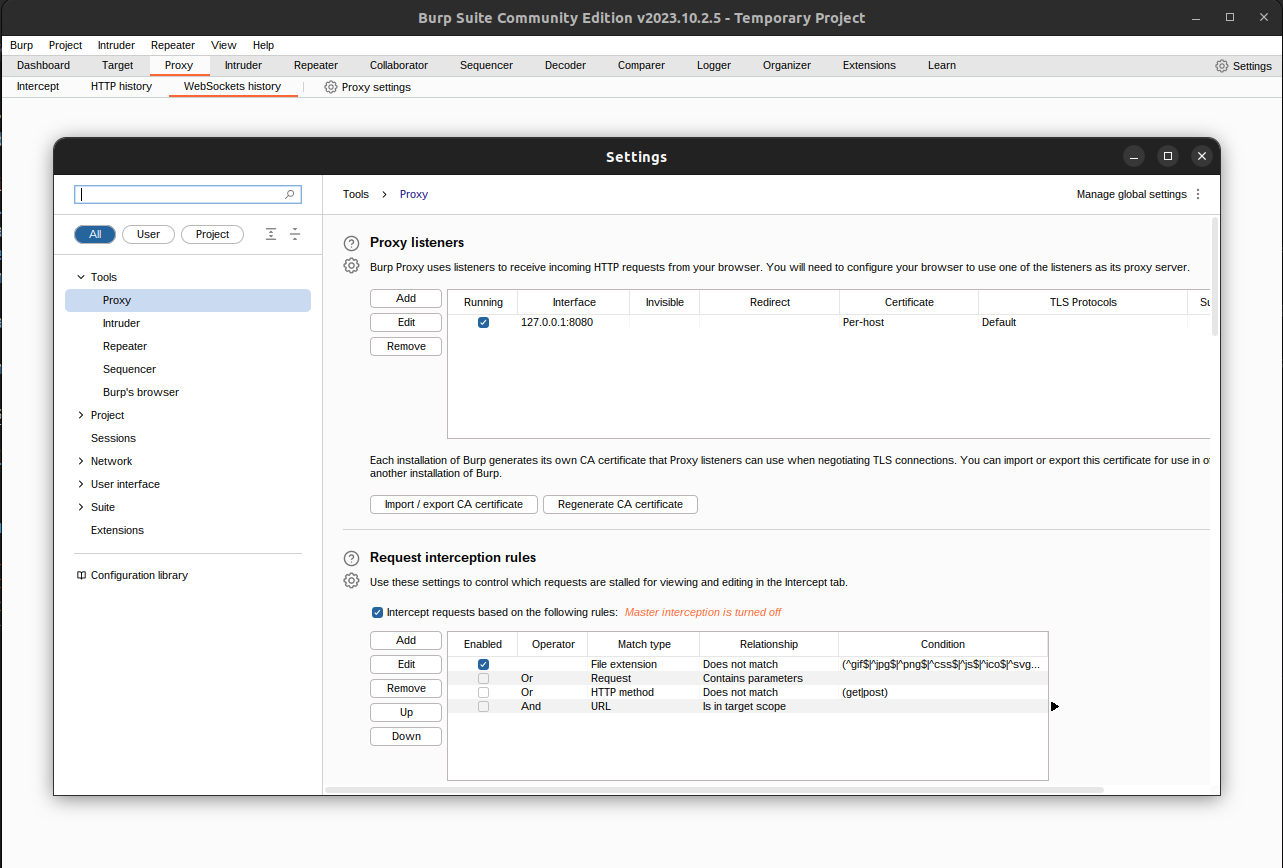 Burp Suite Community Edition v2023.10.2.5 - Temporary Project
Burp Project Intruder Repeater View Help
Dashboard Target Proxy Intruder Repeater Collaborator Sequencer Decoder Comparer Logger Organizer Extensions Learn Settings
Intercept HTTP history WebSockets history Proxy settings
Settings
Tools > Proxy Manage global settings
All User Project
Tools
Proxy
Intruder
Repeater
Sequencer
Burp's browser
Project
Sessions
Network
User interface
Suite
Extensions
Configuration library
Proxy listeners
Burp Proxy uses listeners to receive incoming HTTP requests from your browser. You will need to configure your browser to use one of the listeners as its proxy server.
Add
Edit
Remove
Running Interface Invisible Redirect Certificate TLS Protocols
127.0.0.1:8080 Per-host Default
Each installation of Burp generates its own CA certificate that Proxy listeners can use when negotiating TLS connections. You can import or export this certificate for use in
another installation of Burp.
Import / export CA certificate Regenerate CA certificate
Request interception rules
Use these settings to control which requests are stalled for viewing and editing in the Intercept tab.
Intercept requests based on the following rules: Master interception is turned off
Add
Edit
Remove
Up
Down
Enabled Operator Match type Relationship Condition
File extension Does not match (^gif$|^jpg$|^png$|^css$|^js$|^ico$|^svg...
Or Request Contains parameters
Or HTTP method Does not match (get|post)
And URL Is in target scope